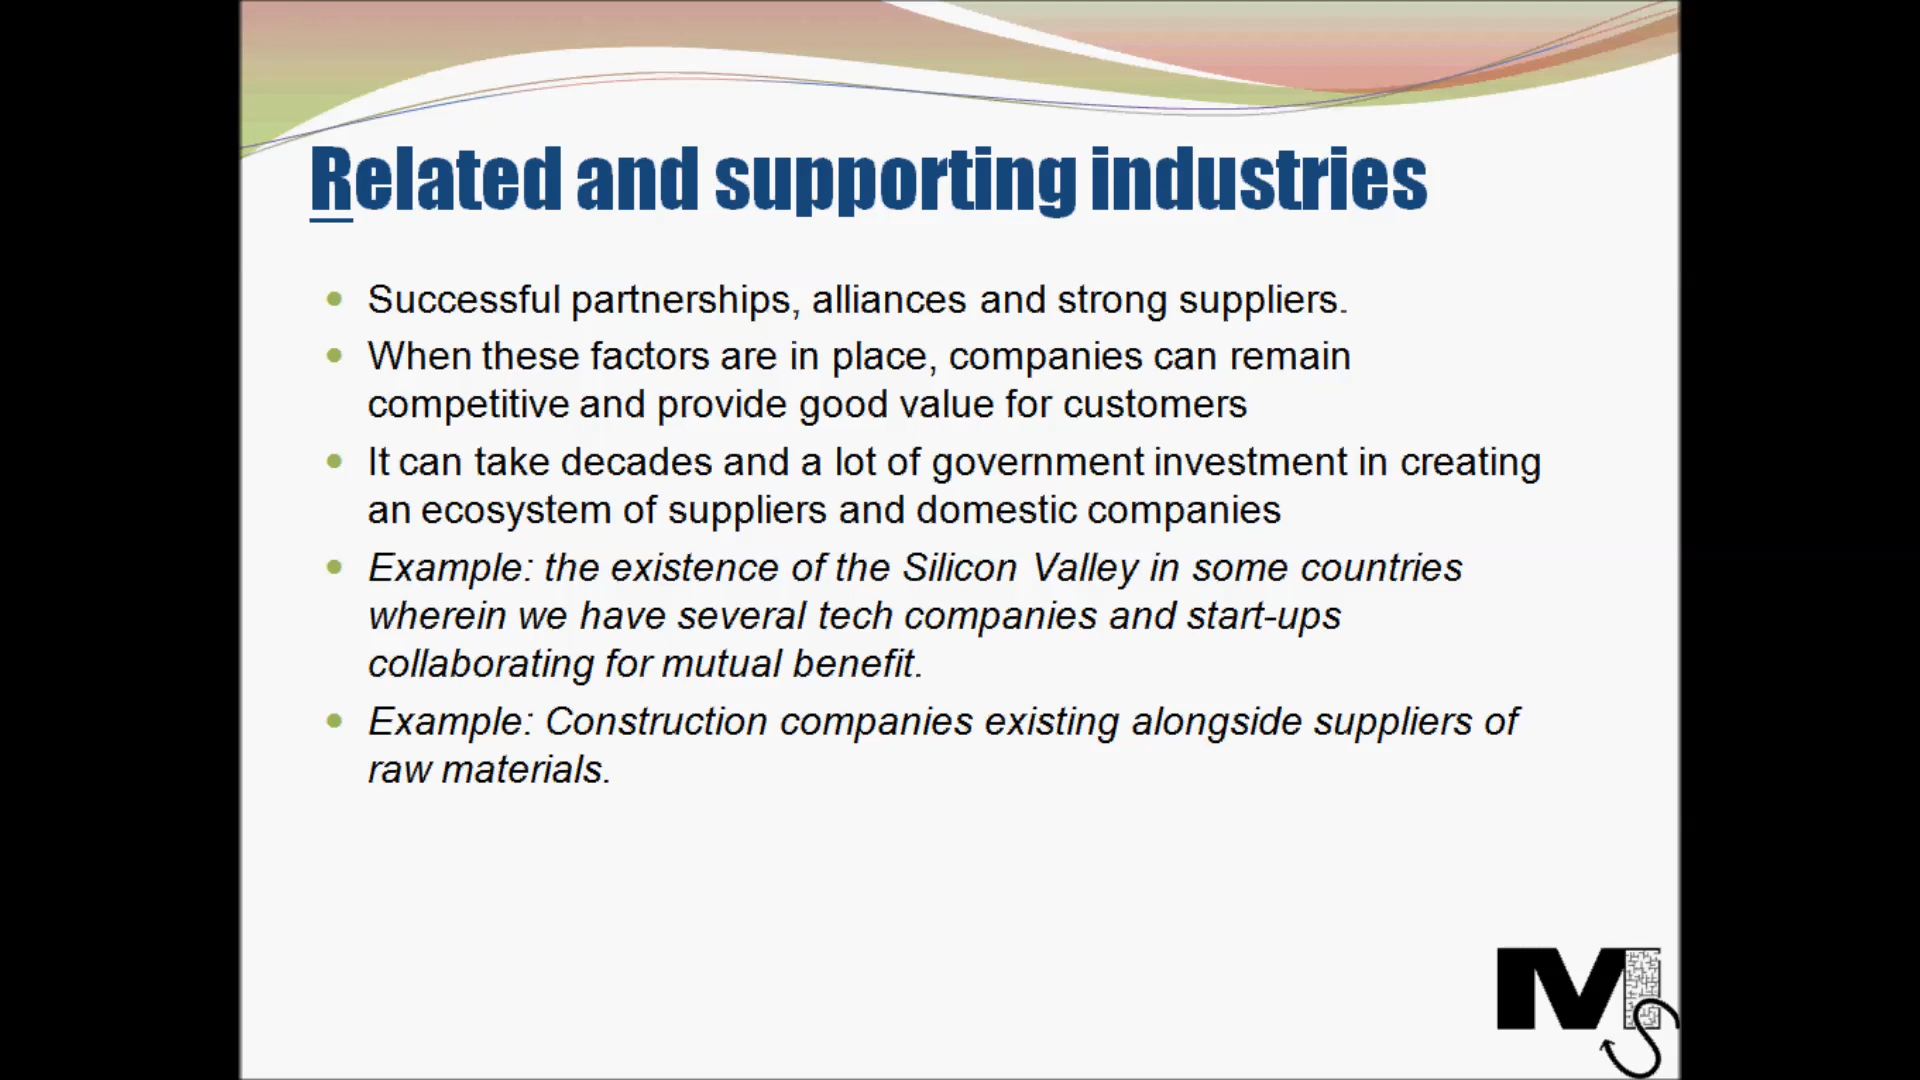 Related and supporting industries
• Successful partnerships, alliances and strong suppliers.
• When these factors are in place, companies can remain
competitive and provide good value for customers
• It can take decades and a lot of government investment in creating
an ecosystem of suppliers and domestic companies
• Example: the existence of the Silicon Valley in some countries
wherein we have several tech companies and start-ups
collaborating for mutual benefit.
• Example: Construction companies existing alongside suppliers of
raw materials.
MS